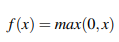 f(x) = max(0,x)